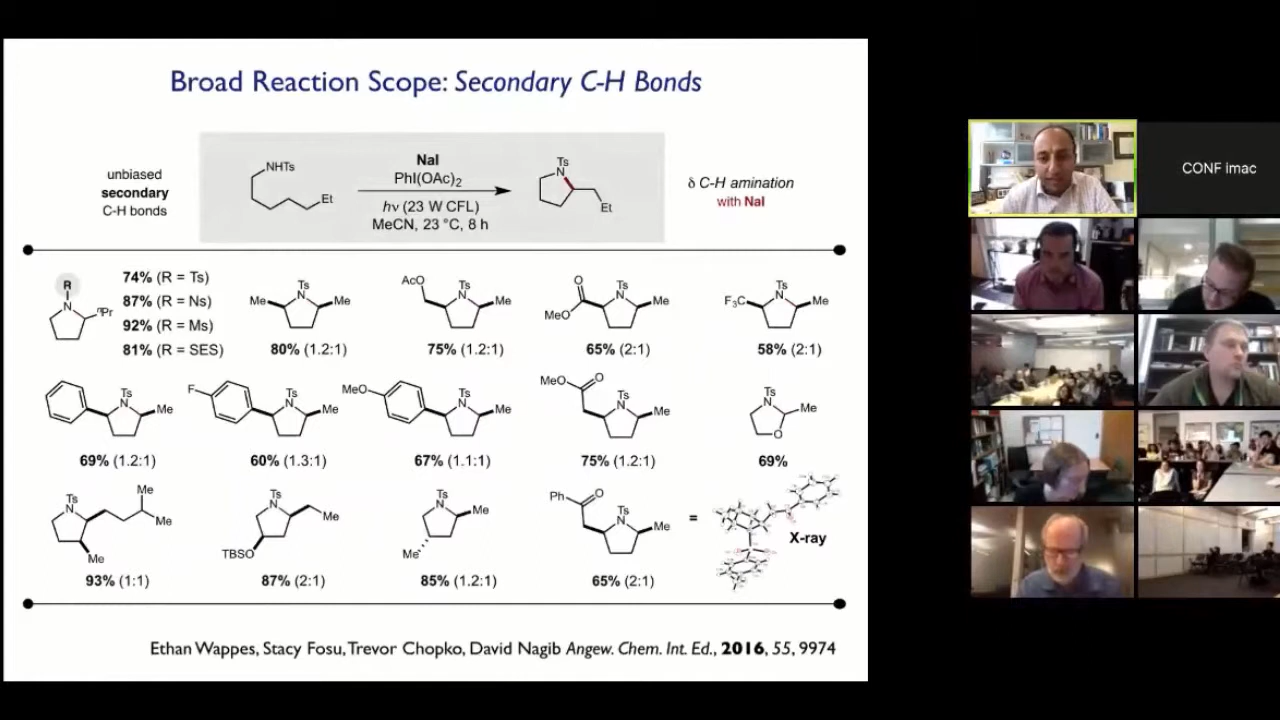 Broad Reaction Scope: Secondary C-H Bonds
unbiased
secondary
C-H bonds
NHTs
Et
NaI
PhI(OAc)2
hν (23 W CFL)
MeCN, 23 °C, 8 h
Ts
N
Et
δ C-H amination
with NaI
CONF imac
R
N
nPr
74% (R = Ts)
87% (R = Ns)
92% (R = Ms)
81% (R = SES)
Ts
Me N Me
80% (1.2:1)
AcO Ts
N Me
75% (1.2:1)
O Ts
MeO N Me
65% (2:1)
Ts
F3C N Me
58% (2:1)
Ts
N Me
69% (1.2:1)
F Ts
N Me
60% (1.3:1)
MeO Ts
N Me
67% (1.1:1)
MeO O
Ts
N Me
75% (1.2:1)
Ts
N Me
O
69%
Ts
N
Me
Me
Me
93% (1:1)
Ts
N
Me
TBSO
87% (2:1)
Ts
N Me
Me
85% (1.2:1)
Ph O
Ts
N Me
65% (2:1)
=
X-ray
Ethan Wappes, Stacy Fosu, Trevor Chopko, David Nagib Angew. Chem. Int. Ed., 2016, 55, 9974